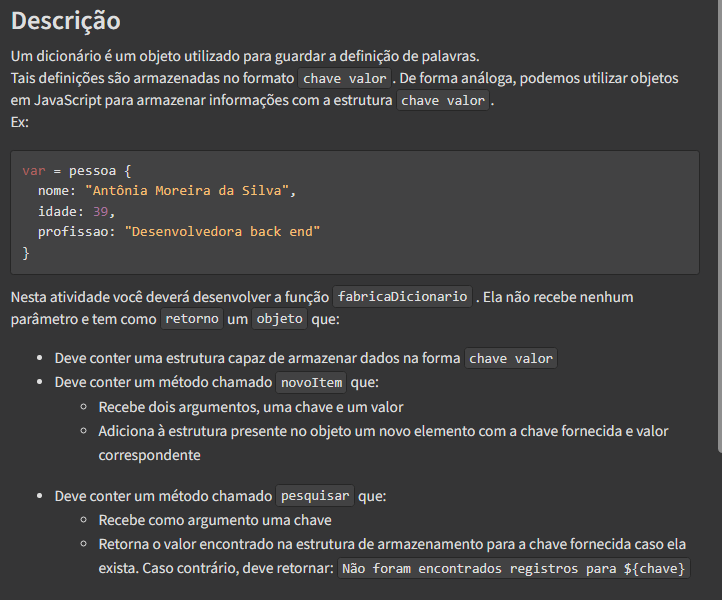 Descrição
Um dicionário é um objeto utilizado para guardar a definição de palavras.
Tais definições são armazenadas no formato chave valor . De forma análoga, podemos utilizar objetos
em JavaScript para armazenar informações com a estrutura chave valor .
Ex:
var = pessoa {
  nome: "Antônia Moreira da Silva",
  idade: 39,
  profissao: "Desenvolvedora back end"
}
Nesta atividade você deverá desenvolver a função fabricaDicionario . Ela não recebe nenhum
parâmetro e tem como retorno um objeto que:
• Deve conter uma estrutura capaz de armazenar dados na forma chave valor
• Deve conter um método chamado novoItem que:
◦ Recebe dois argumentos, uma chave e um valor
◦ Adiciona à estrutura presente no objeto um novo elemento com a chave fornecida e valor
correspondente
• Deve conter um método chamado pesquisar que:
◦ Recebe como argumento uma chave
◦ Retorna o valor encontrado na estrutura de armazenamento para a chave fornecida caso ela
exista. Caso contrário, deve retornar: Não foram encontrados registros para ${chave}